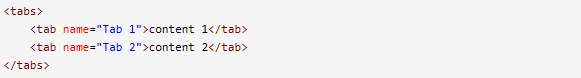 <tabs>
    <tab name="Tab 1">content 1</tab>
    <tab name="Tab 2">content 2</tab>
</tabs>